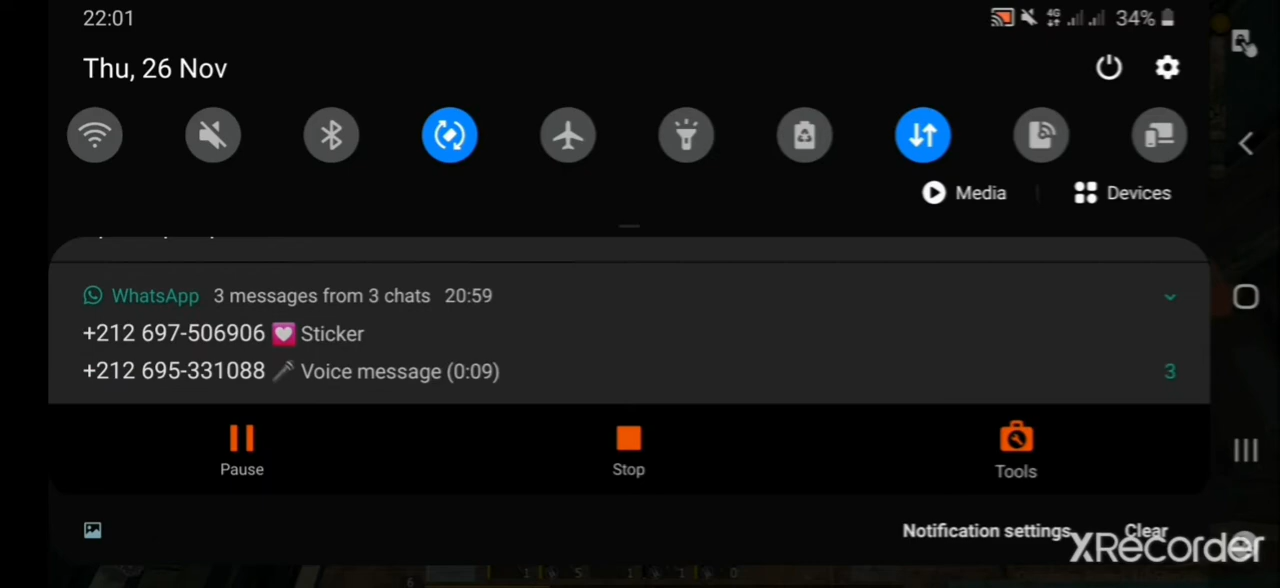 22:01
4G 34%
Thu, 26 Nov
Media
Devices
WhatsApp 3 messages from 3 chats 20:59
+212 697-506906 💟 Sticker
+212 695-331088 🎤 Voice message (0:09)
3
Pause
Stop
Tools
Notification settings
Clear
XRecorder